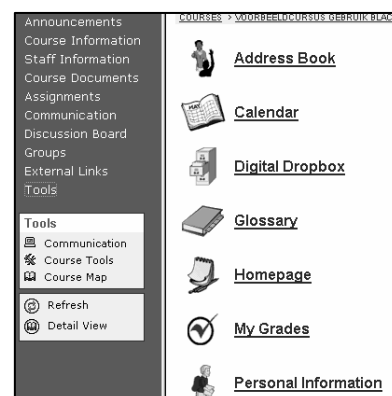 Announcements
Course Information
Staff Information
Course Documents
Assignments
Communication
Discussion Board
Groups
External Links
Tools
Tools
Communication
Course Tools
Course Map
Refresh
Detail View
COURSES > VOORBEELDCURSUS GEBRUIK BLAC
Address Book
MAY
Calendar
Digital Dropbox
Glossary
Homepage
My Grades
Personal Information